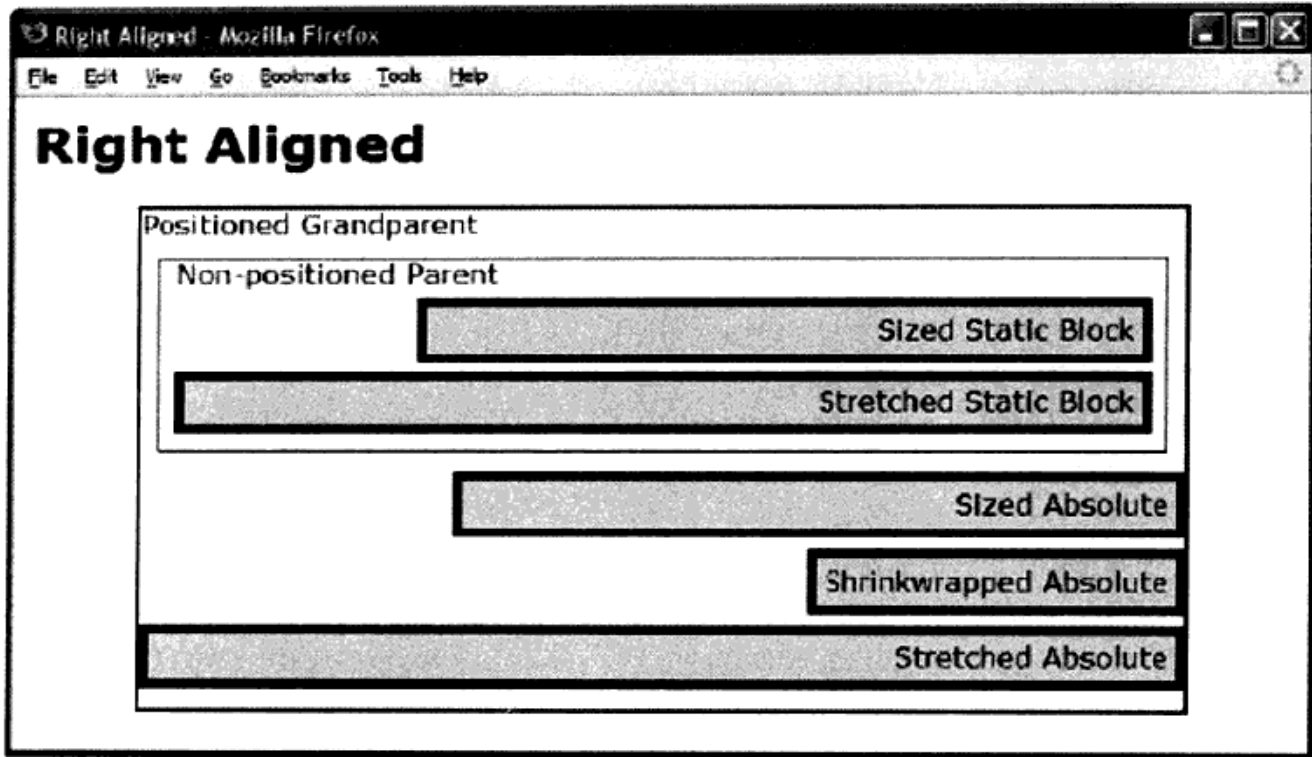 Right Aligned - Mozilla Firefox
File Edit View Go Bookmarks Tools Help
Right Aligned
Positioned Grandparent
Non-positioned Parent
Sized Static Block
Stretched Static Block
Sized Absolute
Shrinkwrapped Absolute
Stretched Absolute